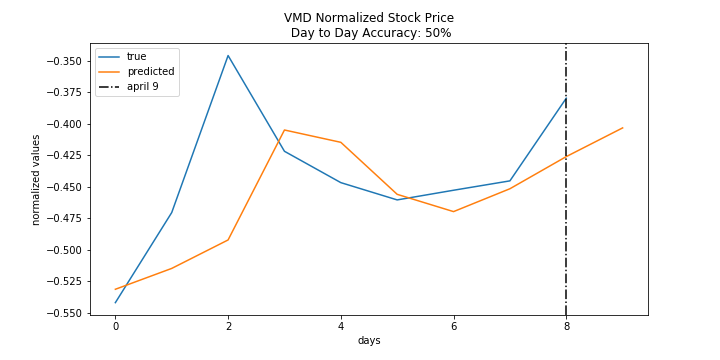 VMD Normalized Stock Price
Day to Day Accuracy: 50%
true
predicted
april 9
−0.350
−0.375
−0.400
−0.425
−0.450
−0.475
−0.500
−0.525
−0.550
normalized values
0
2
4
6
8
days